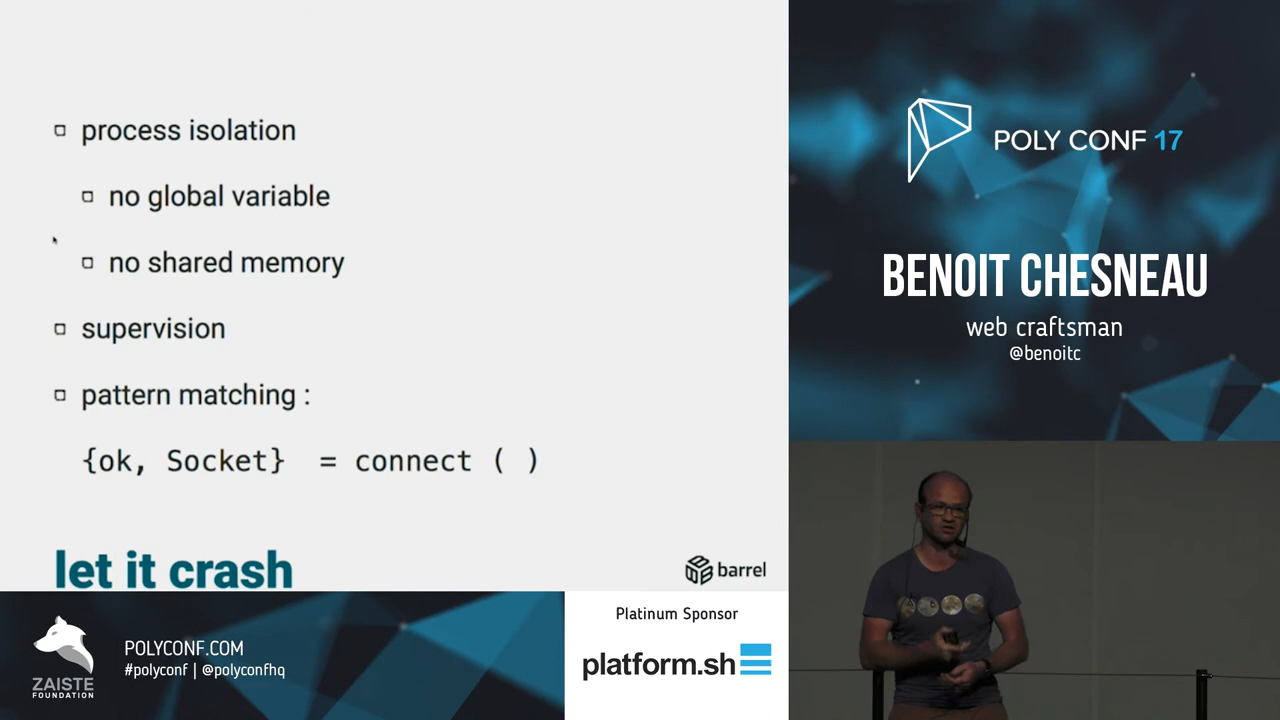 process isolation
no global variable
no shared memory
supervision
pattern matching :
{ok, Socket} = connect ( )
let it crash
barrel
POLY CONF 17
BENOIT CHESNEAU
web craftsman
@benoitc
ZAISTE
FOUNDATION
POLYCONF.COM
#polyconf | @polyconfhq
Platinum Sponsor
platform.sh